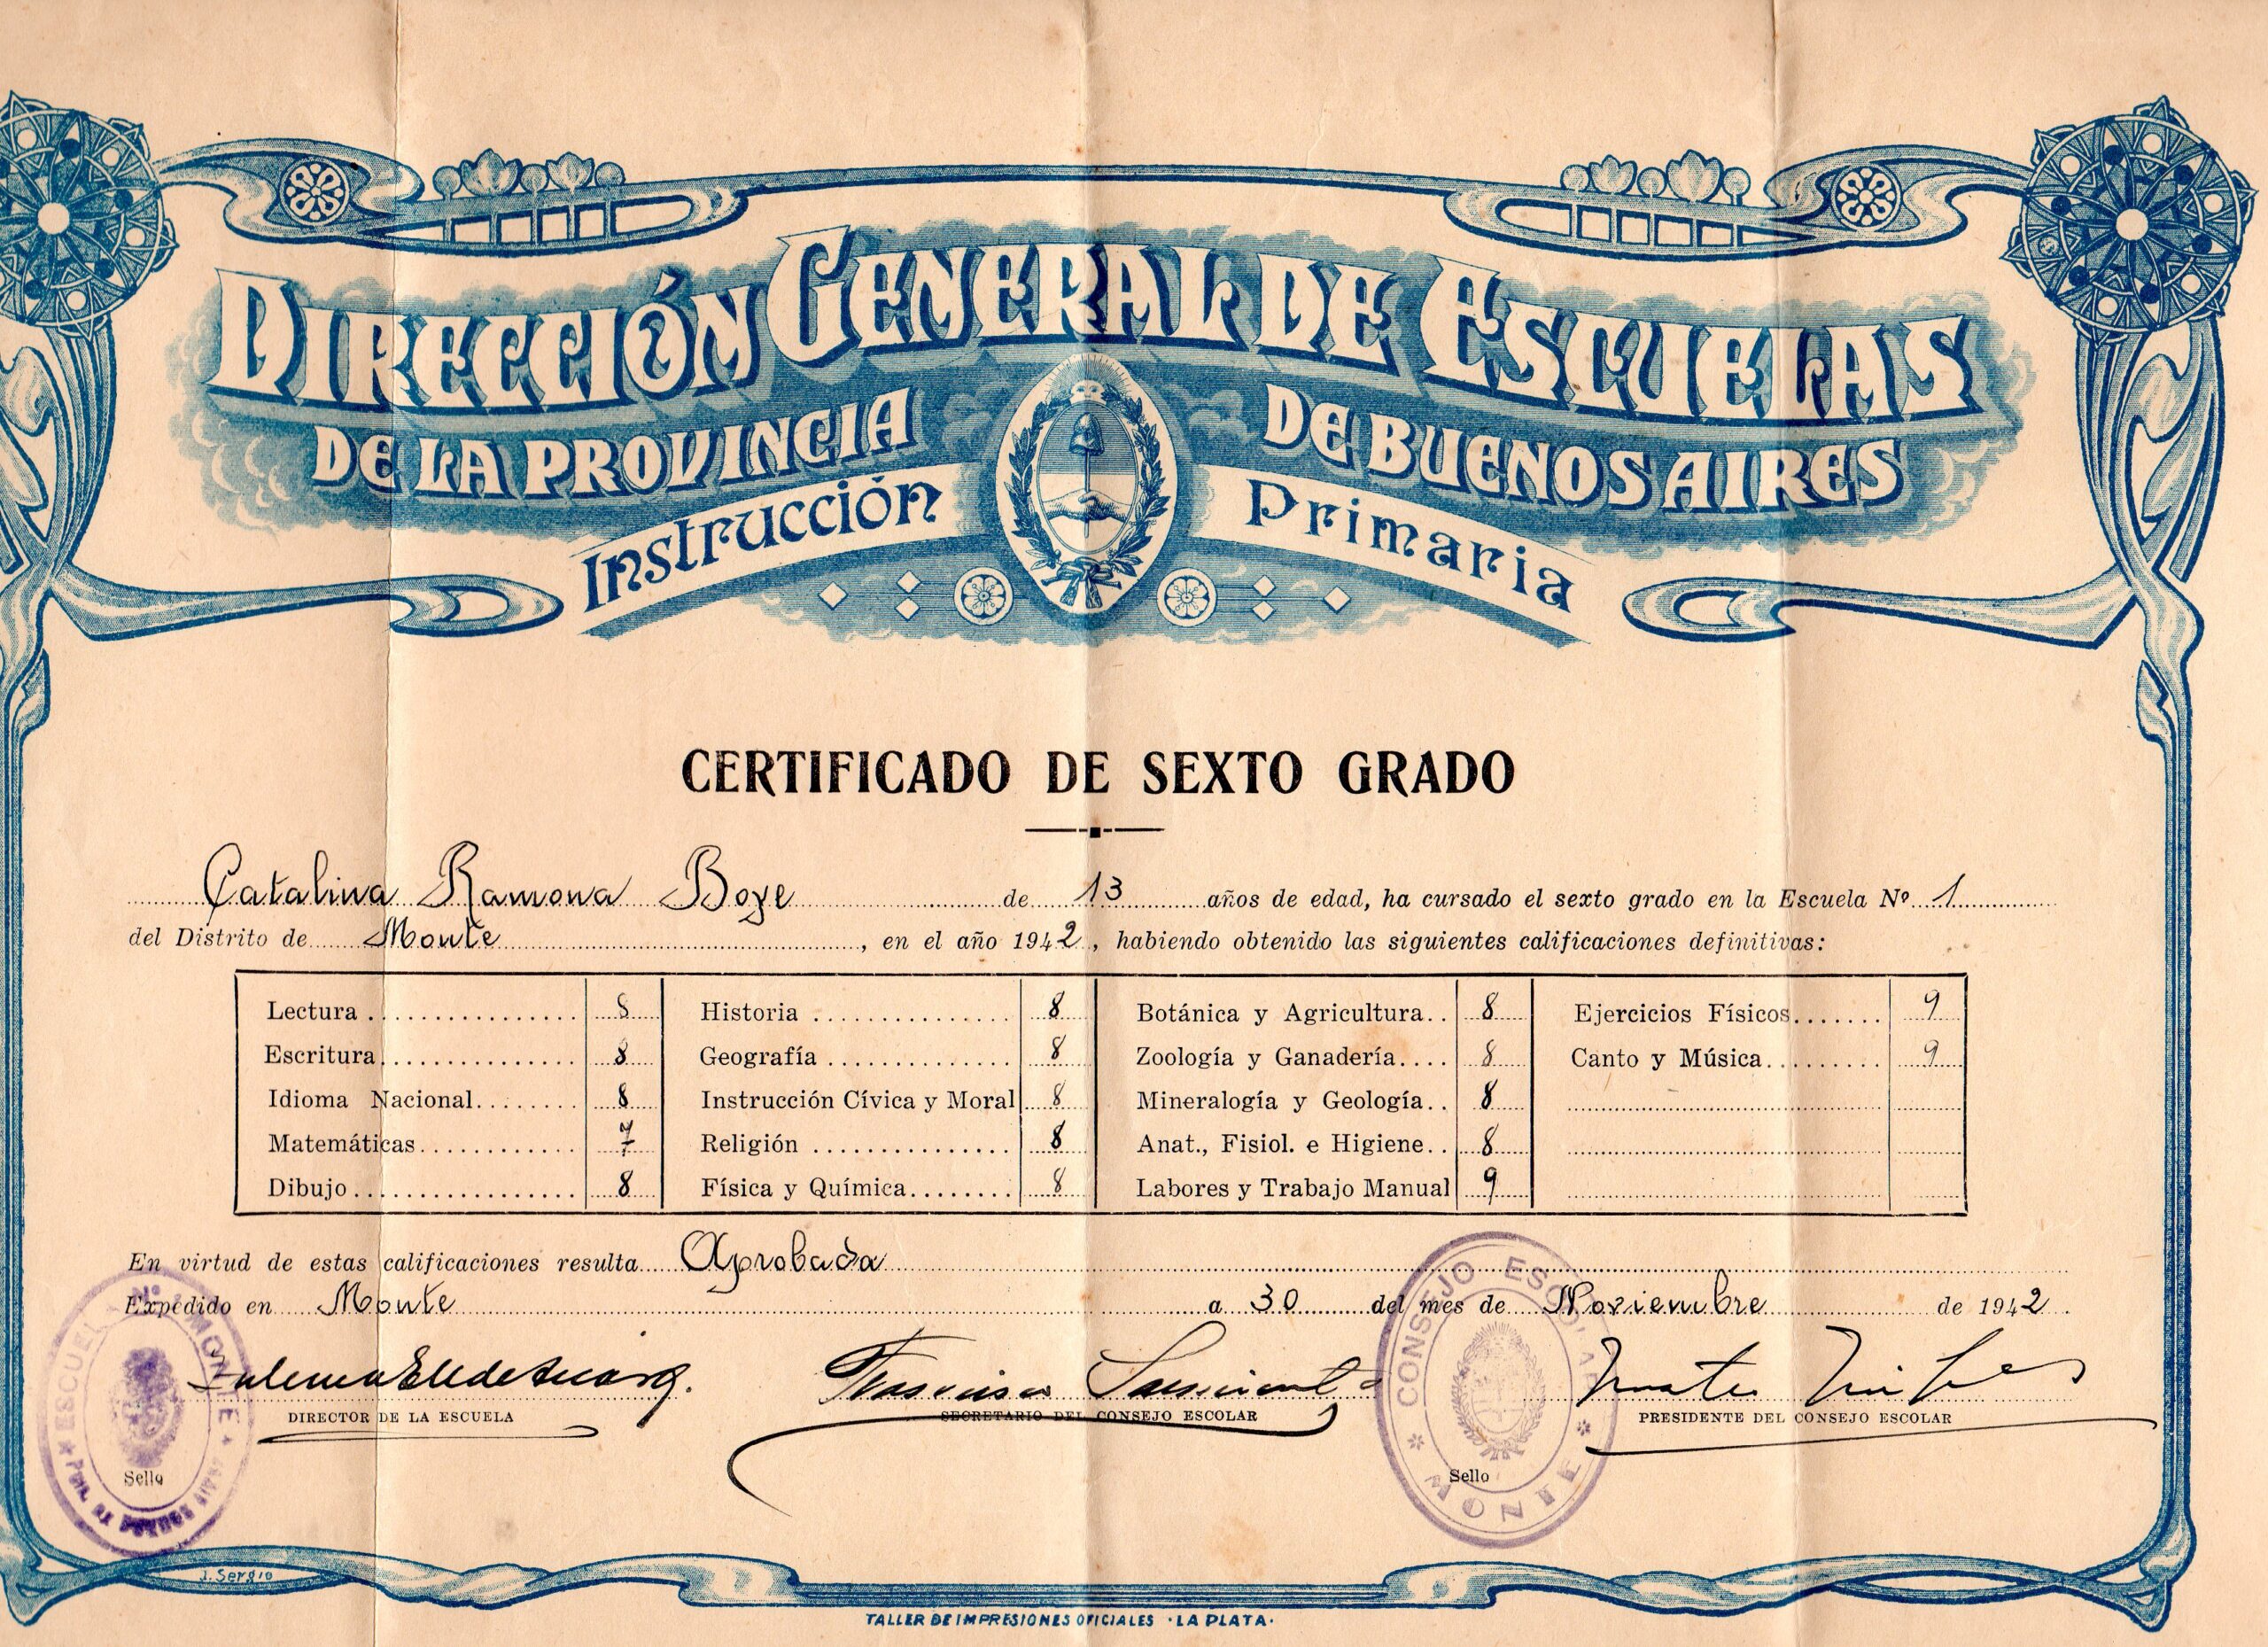 DIRECCIÓN GENERAL DE ESCUELAS
DE LA PROVINCIA DE BUENOS AIRES
Instrucción Primaria
CERTIFICADO DE SEXTO GRADO
Catalina Ramona Boye de 13 años de edad, ha cursado el sexto grado en la Escuela Nº 1
del Distrito de Monte, en el año 1942, habiendo obtenido las siguientes calificaciones definitivas:
Lectura 8 Historia 8 Botánica y Agricultura 8 Ejercicios Físicos 9
Escritura 8 Geografía 8 Zoología y Ganadería 8 Canto y Música 9
Idioma Nacional 8 Instrucción Cívica y Moral 8 Mineralogía y Geología 8
Matemáticas 7 Religión 8 Anat., Fisiol. e Higiene 8
Dibujo 8 Física y Química 8 Labores y Trabajo Manual 9
En virtud de estas calificaciones resulta Aprobada
Expedido en Monte a 30 del mes de Noviembre de 1942
DIRECTOR DE LA ESCUELA SECRETARIO DEL CONSEJO ESCOLAR PRESIDENTE DEL CONSEJO ESCOLAR
ESCUELA Nº MONTE
BUENOS AIRES
Sello
CONSEJO ESCOLAR
MONTE
Sello
J. Sergio
TALLER DE IMPRESIONES OFICIALES · LA PLATA ·